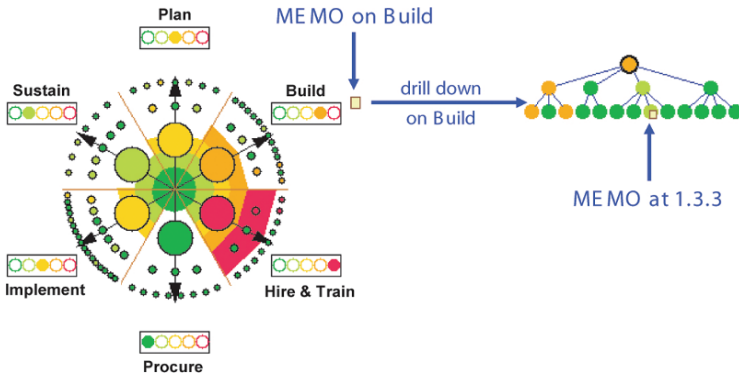 Plan
MEMO on Build
Sustain
Build
drill down
on Build
MEMO at 1.3.3
Implement
Hire & Train
Procure